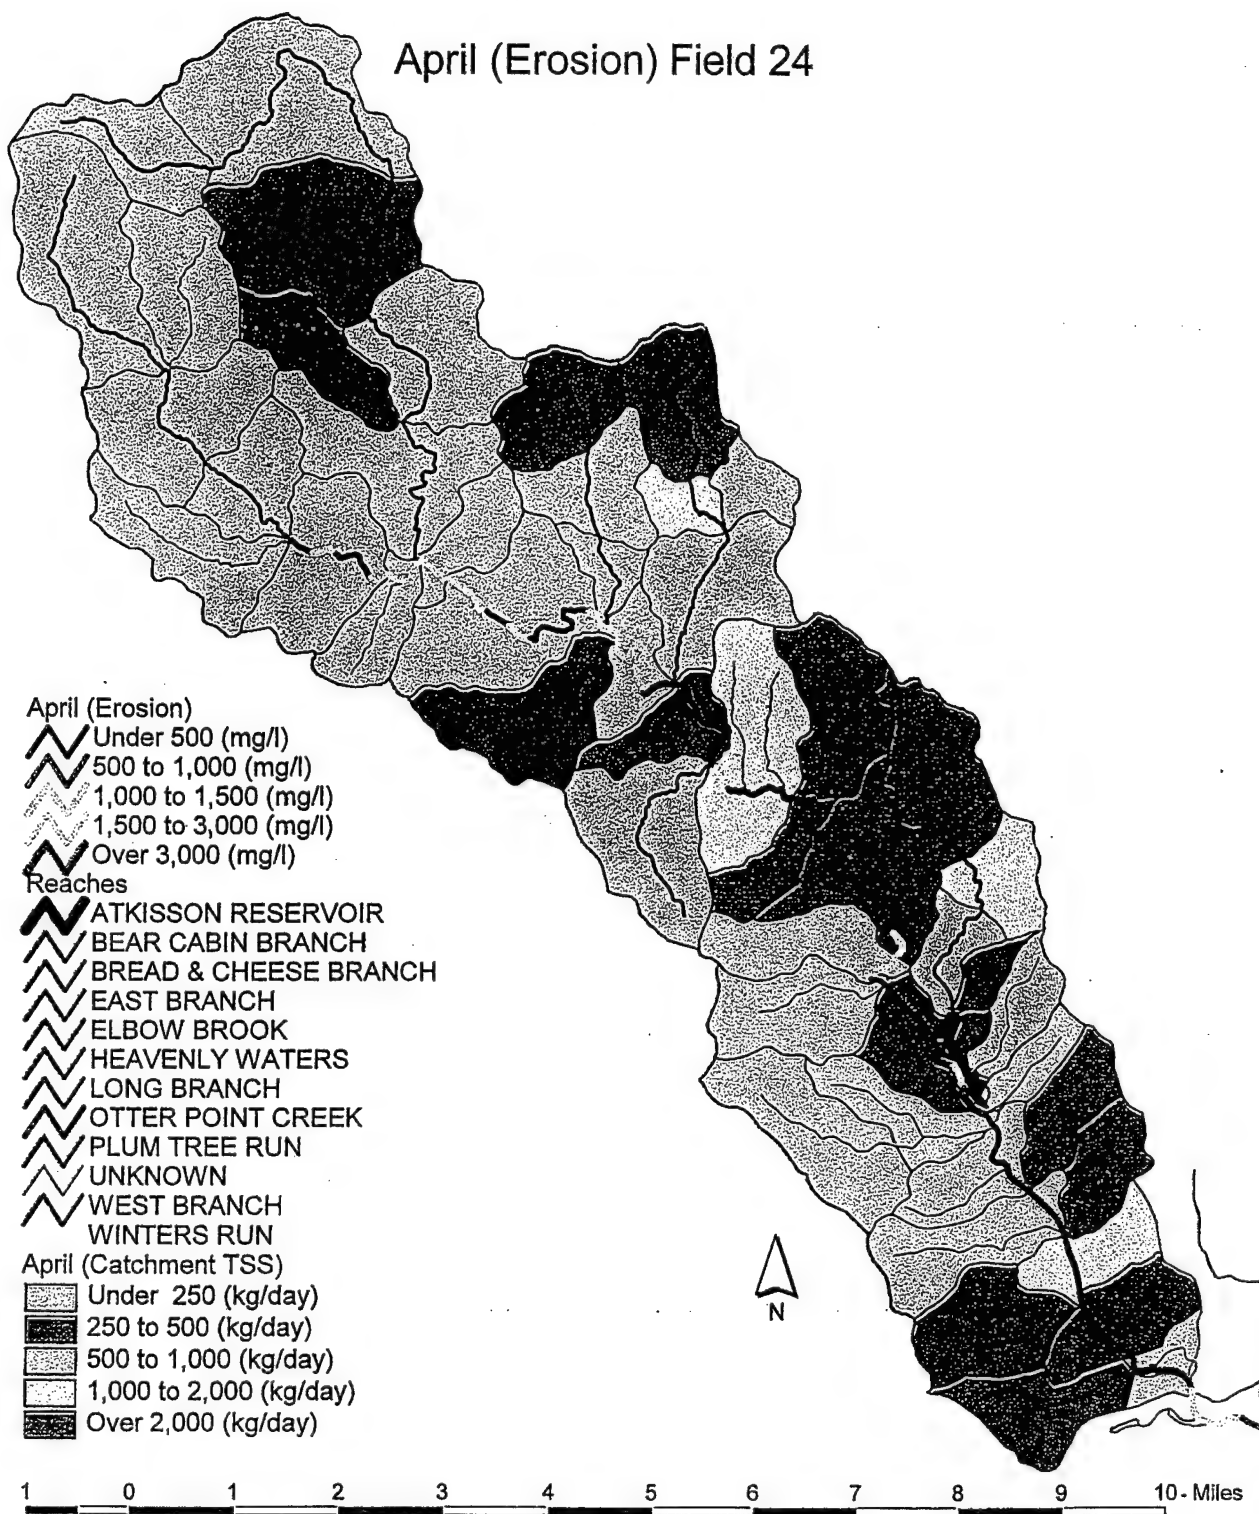 April (Erosion) Field 24
April (Erosion)
Under 500 (mg/l)
500 to 1,000 (mg/l)
1,000 to 1,500 (mg/l)
1,500 to 3,000 (mg/l)
Over 3,000 (mg/l)
Reaches
ATKISSON RESERVOIR
BEAR CABIN BRANCH
BREAD & CHEESE BRANCH
EAST BRANCH
ELBOW BROOK
HEAVENLY WATERS
LONG BRANCH
OTTER POINT CREEK
PLUM TREE RUN
UNKNOWN
WEST BRANCH
WINTERS RUN
April (Catchment TSS)
Under 250 (kg/day)
250 to 500 (kg/day)
500 to 1,000 (kg/day)
1,000 to 2,000 (kg/day)
Over 2,000 (kg/day)
N
1 0 1 2 3 4 5 6 7 8 9 10 Miles